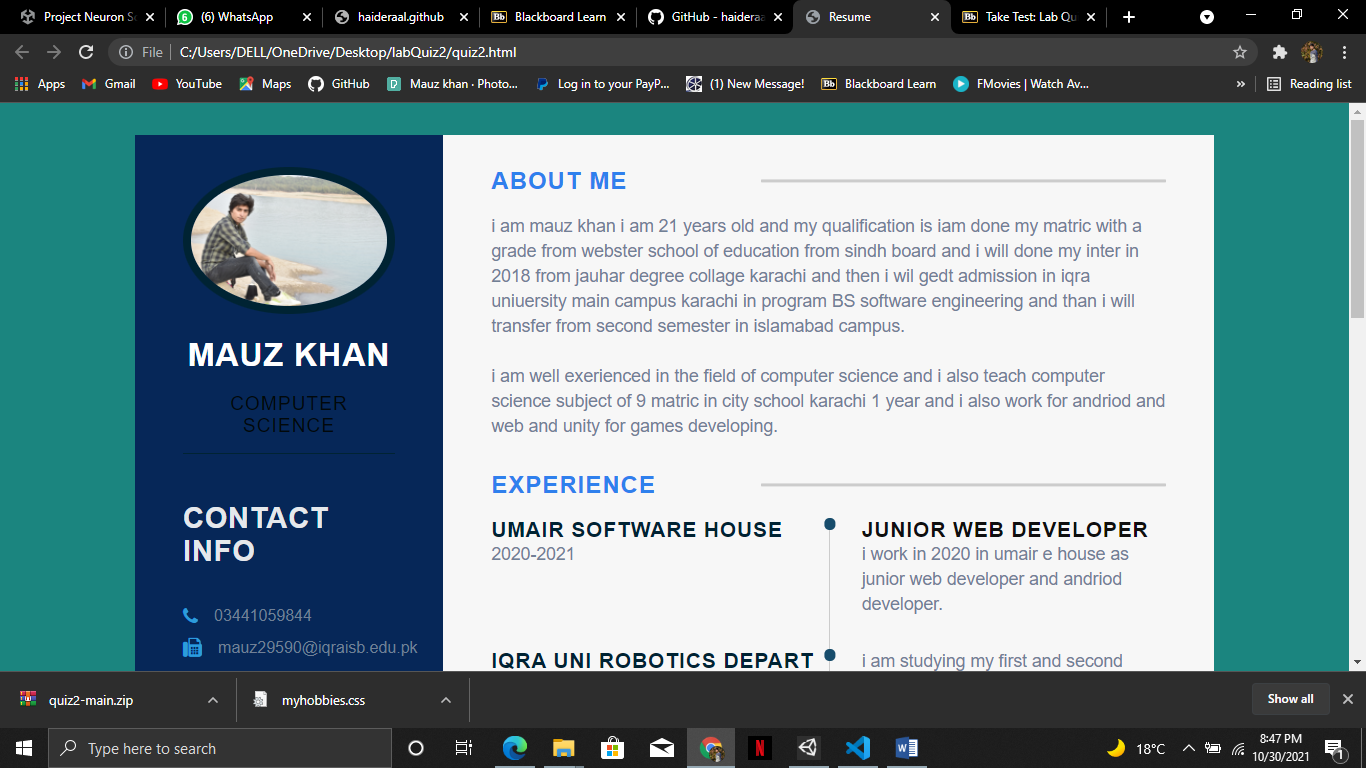 Project Neuron S
(6) WhatsApp
haideraal.github
Blackboard Learn
GitHub - haideraa
Resume
Take Test: Lab Qu
File
C:/Users/DELL/OneDrive/Desktop/labQuiz2/quiz2.html
Apps
Gmail
YouTube
Maps
GitHub
Mauz khan · Photo...
Log in to your PayP...
(1) New Message!
Blackboard Learn
FMovies | Watch Av...
»
Reading list
MAUZ KHAN
COMPUTER
SCIENCE
CONTACT
INFO
03441059844
mauz29590@iqraisb.edu.pk
ABOUT ME
i am mauz khan i am 21 years old and my qualification is iam done my matric with a
grade from webster school of education from sindh board and i will done my inter in
2018 from jauhar degree collage karachi and then i wil gedt admission in iqra
uniuersity main campus karachi in program BS software engineering and than i will
transfer from second semester in islamabad campus.
i am well exerienced in the field of computer science and i also teach computer
science subject of 9 matric in city school karachi 1 year and i also work for andriod and
web and unity for games developing.
EXPERIENCE
UMAIR SOFTWARE HOUSE
2020-2021
JUNIOR WEB DEVELOPER
i work in 2020 in umair e house as
junior web developer and andriod
developer.
IQRA UNI ROBOTICS DEPART
i am studying my first and second
quiz2-main.zip
myhobbies.css
Show all
Type here to search
18°C
8:47 PM
10/30/2021
1